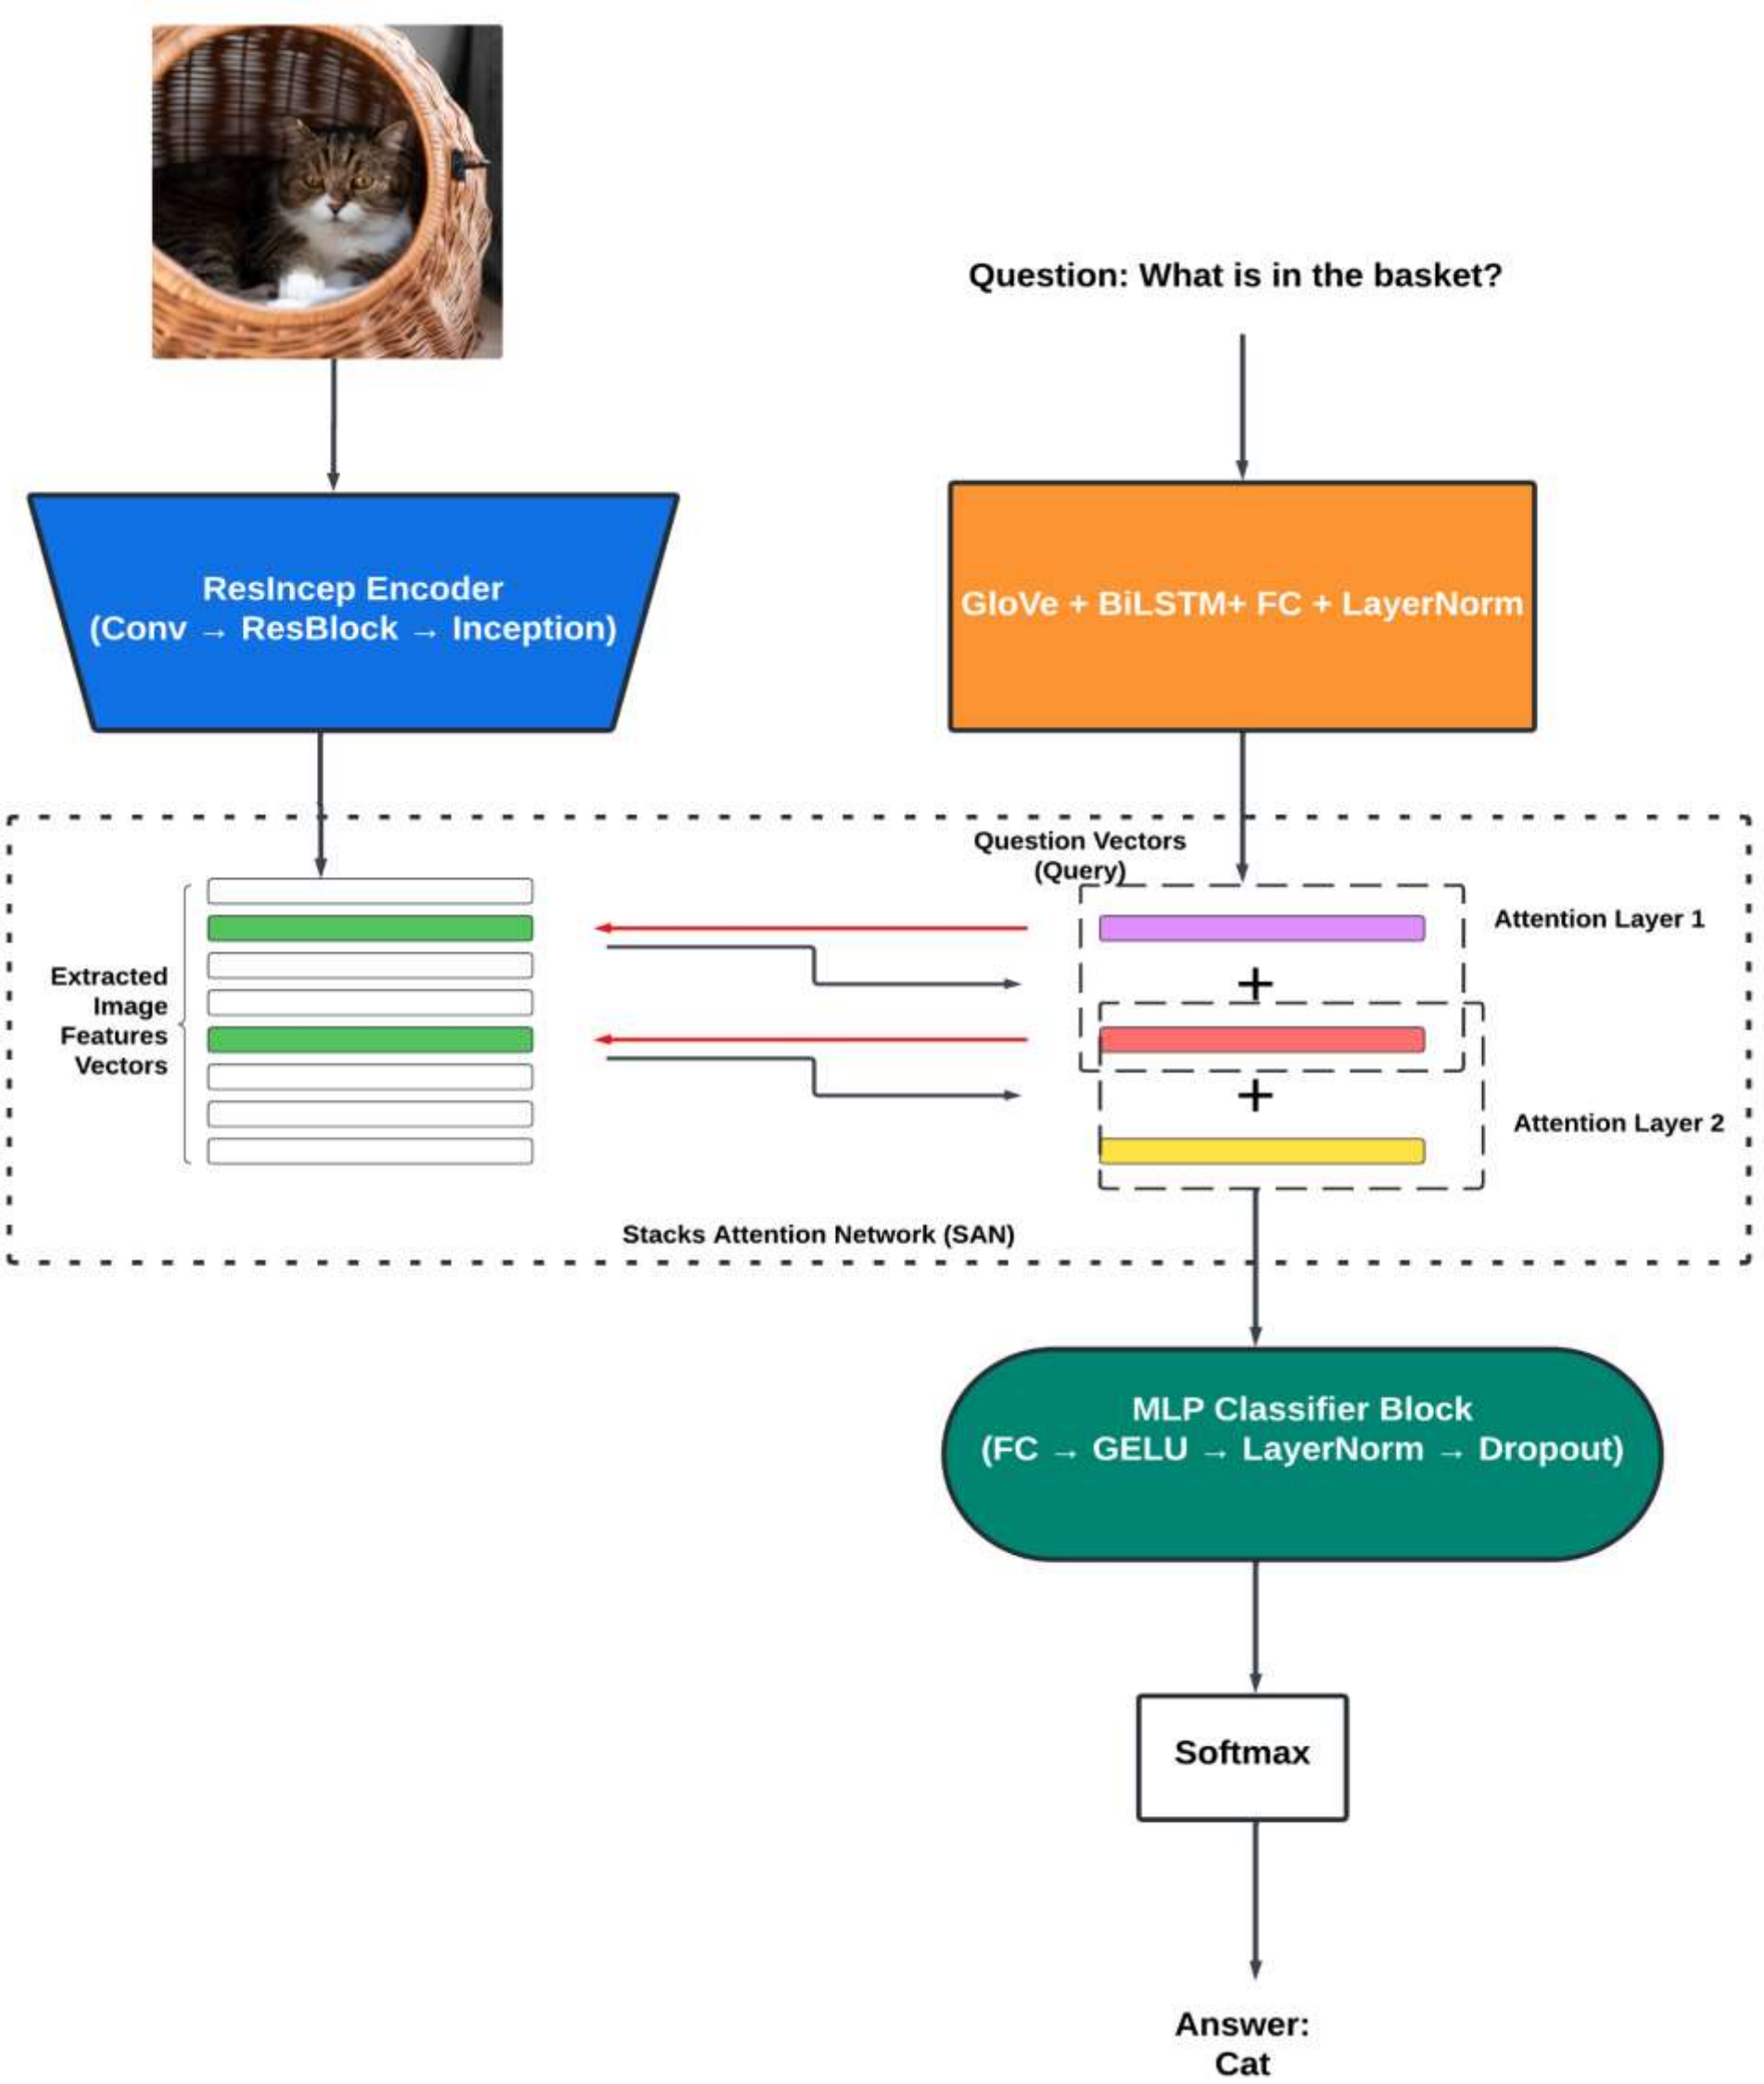 Question: What is in the basket?
ResIncep Encoder
(Conv → ResBlock → Inception)
GloVe + BiLSTM+ FC + LayerNorm
Question Vectors
(Query)
Attention Layer 1
Extracted
Image
Features
Vectors
+
+
Attention Layer 2
Stacks Attention Network (SAN)
MLP Classifier Block
(FC → GELU → LayerNorm → Dropout)
Softmax
Answer:
Cat